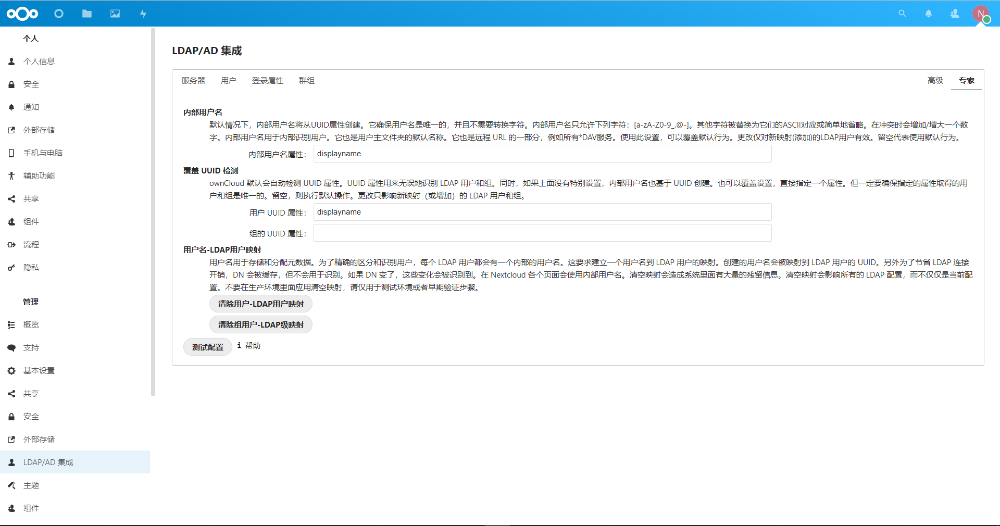 N
个人
个人信息
安全
通知
外部存储
手机与电脑
辅助功能
共享
组件
流程
隐私
管理
概览
支持
基本设置
共享
安全
外部存储
LDAP/AD 集成
主题
组件
LDAP/AD 集成
服务器 用户 登录属性 群组 高级 专家
内部用户名
默认情况下，内部用户名将从UUID属性创建。它确保用户名是唯一的，并且不需要转换字符。内部用户名只允许下列字符：[a-zA-Z0-9_.@-]。其他字符被替换为它们的ASCII对应或简单地省略。在冲突时会增加/增大一个数
字。内部用户名用于内部识别用户。它也是用户主文件夹的默认名称。它也是远程 URL 的一部分，例如所有*DAV服务。使用此设置，可以覆盖默认行为。更改仅对新映射(添加)的LDAP用户有效。留空代表使用默认行为。
内部用户名属性： displayname
覆盖 UUID 检测
ownCloud 默认会自动检测 UUID 属性。UUID 属性用来无误地识别 LDAP 用户和组。同时，如果上面没有特别设置，内部用户名也基于 UUID 创建。也可以覆盖设置，直接指定一个属性。但一定要确保指定的属性取得的用
户和组是唯一的。留空，则执行默认操作。更改只影响新映射（或增加）的 LDAP 用户和组。
用户 UUID 属性： displayname
组的 UUID 属性：
用户名-LDAP用户映射
用户名用于存储和分配元数据。为了精确的区分和识别用户，每个 LDAP 用户都会有一个内部的用户名。这要求建立一个用户名到 LDAP 用户的映射。创建的用户名会被映射到 LDAP 用户的 UUID。另外为了节省 LDAP 连接
开销，DN 会被缓存，但不会用于识别。如果 DN 变了，这些变化会被识别到。在 Nextcloud 各个页面会使用内部用户名。清空映射会造成系统里面有大量的残留信息。清空映射会影响所有的 LDAP 配置，而不仅仅是当前配
置。不要在生产环境里面应用清空映射，请仅用于测试环境或者早期验证步骤。
清除用户-LDAP用户映射
清除组用户-LDAP级映射
测试配置 i 帮助